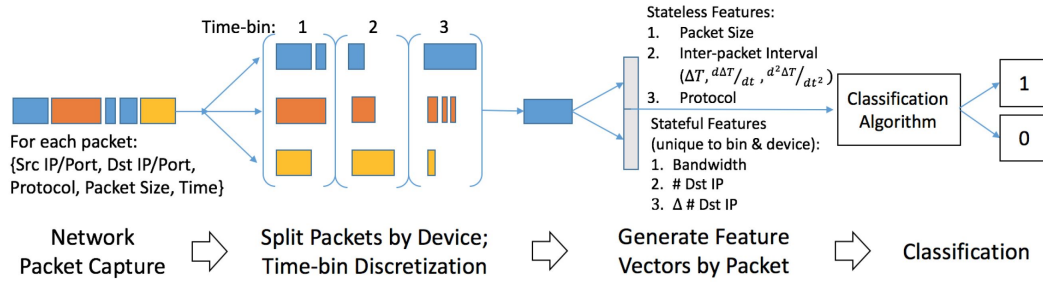 Time-bin: 1 2 3
For each packet:
{Src IP/Port, Dst IP/Port,
Protocol, Packet Size, Time}
Stateless Features:
1. Packet Size
2. Inter-packet Interval
(ΔT, dΔT/dt , d²ΔT/dt²)
3. Protocol
Stateful Features
(unique to bin & device):
1. Bandwidth
2. # Dst IP
3. Δ # Dst IP
Classification
Algorithm
1
0
Network
Packet Capture
Split Packets by Device;
Time-bin Discretization
Generate Feature
Vectors by Packet
Classification